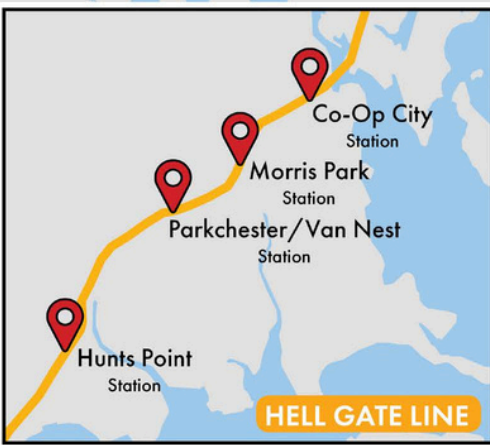 Co-Op City
Station
Morris Park
Station
Parkchester/Van Nest
Station
Hunts Point
Station
HELL GATE LINE